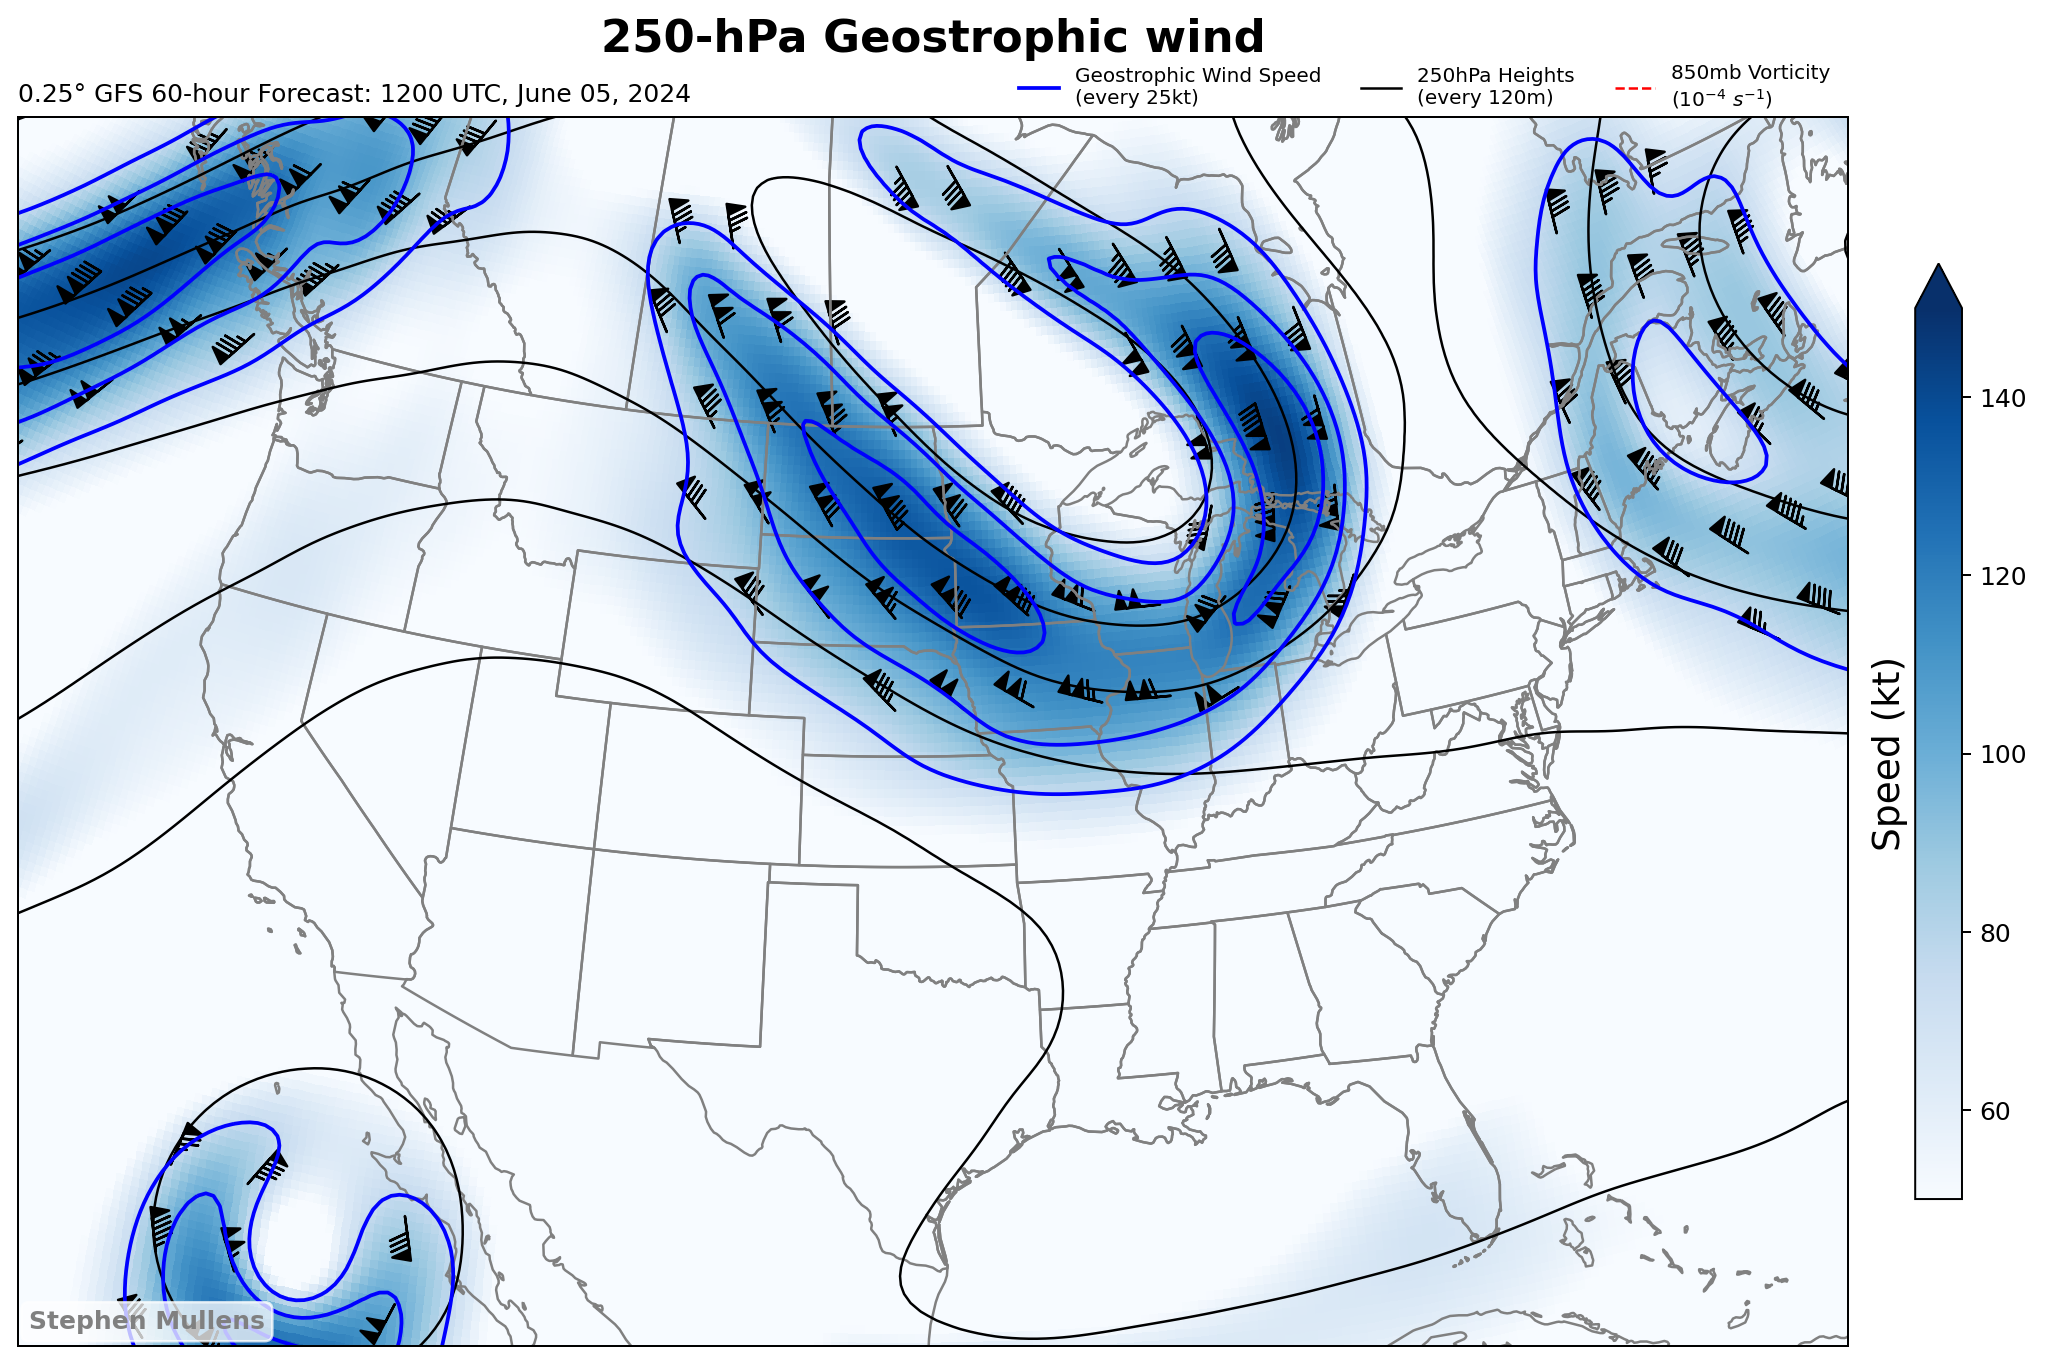 250-hPa Geostrophic wind
0.25° GFS 60-hour Forecast: 1200 UTC, June 05, 2024
Geostrophic Wind Speed
(every 25kt)
250hPa Heights
(every 120m)
850mb Vorticity
(10⁻⁴ s⁻¹)
140
120
100
80
60
Speed (kt)
Stephen Mullens